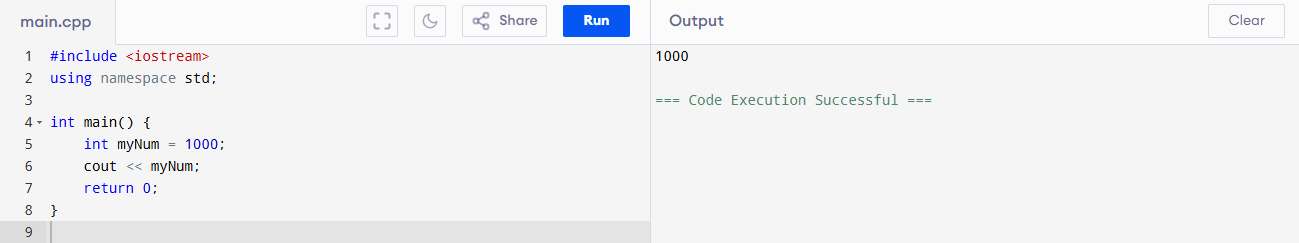 main.cpp
Share
Run
1 #include <iostream>
2 using namespace std;
3
4 int main() {
5     int myNum = 1000;
6     cout << myNum;
7     return 0;
8 }
9
Output
Clear
1000
=== Code Execution Successful ===